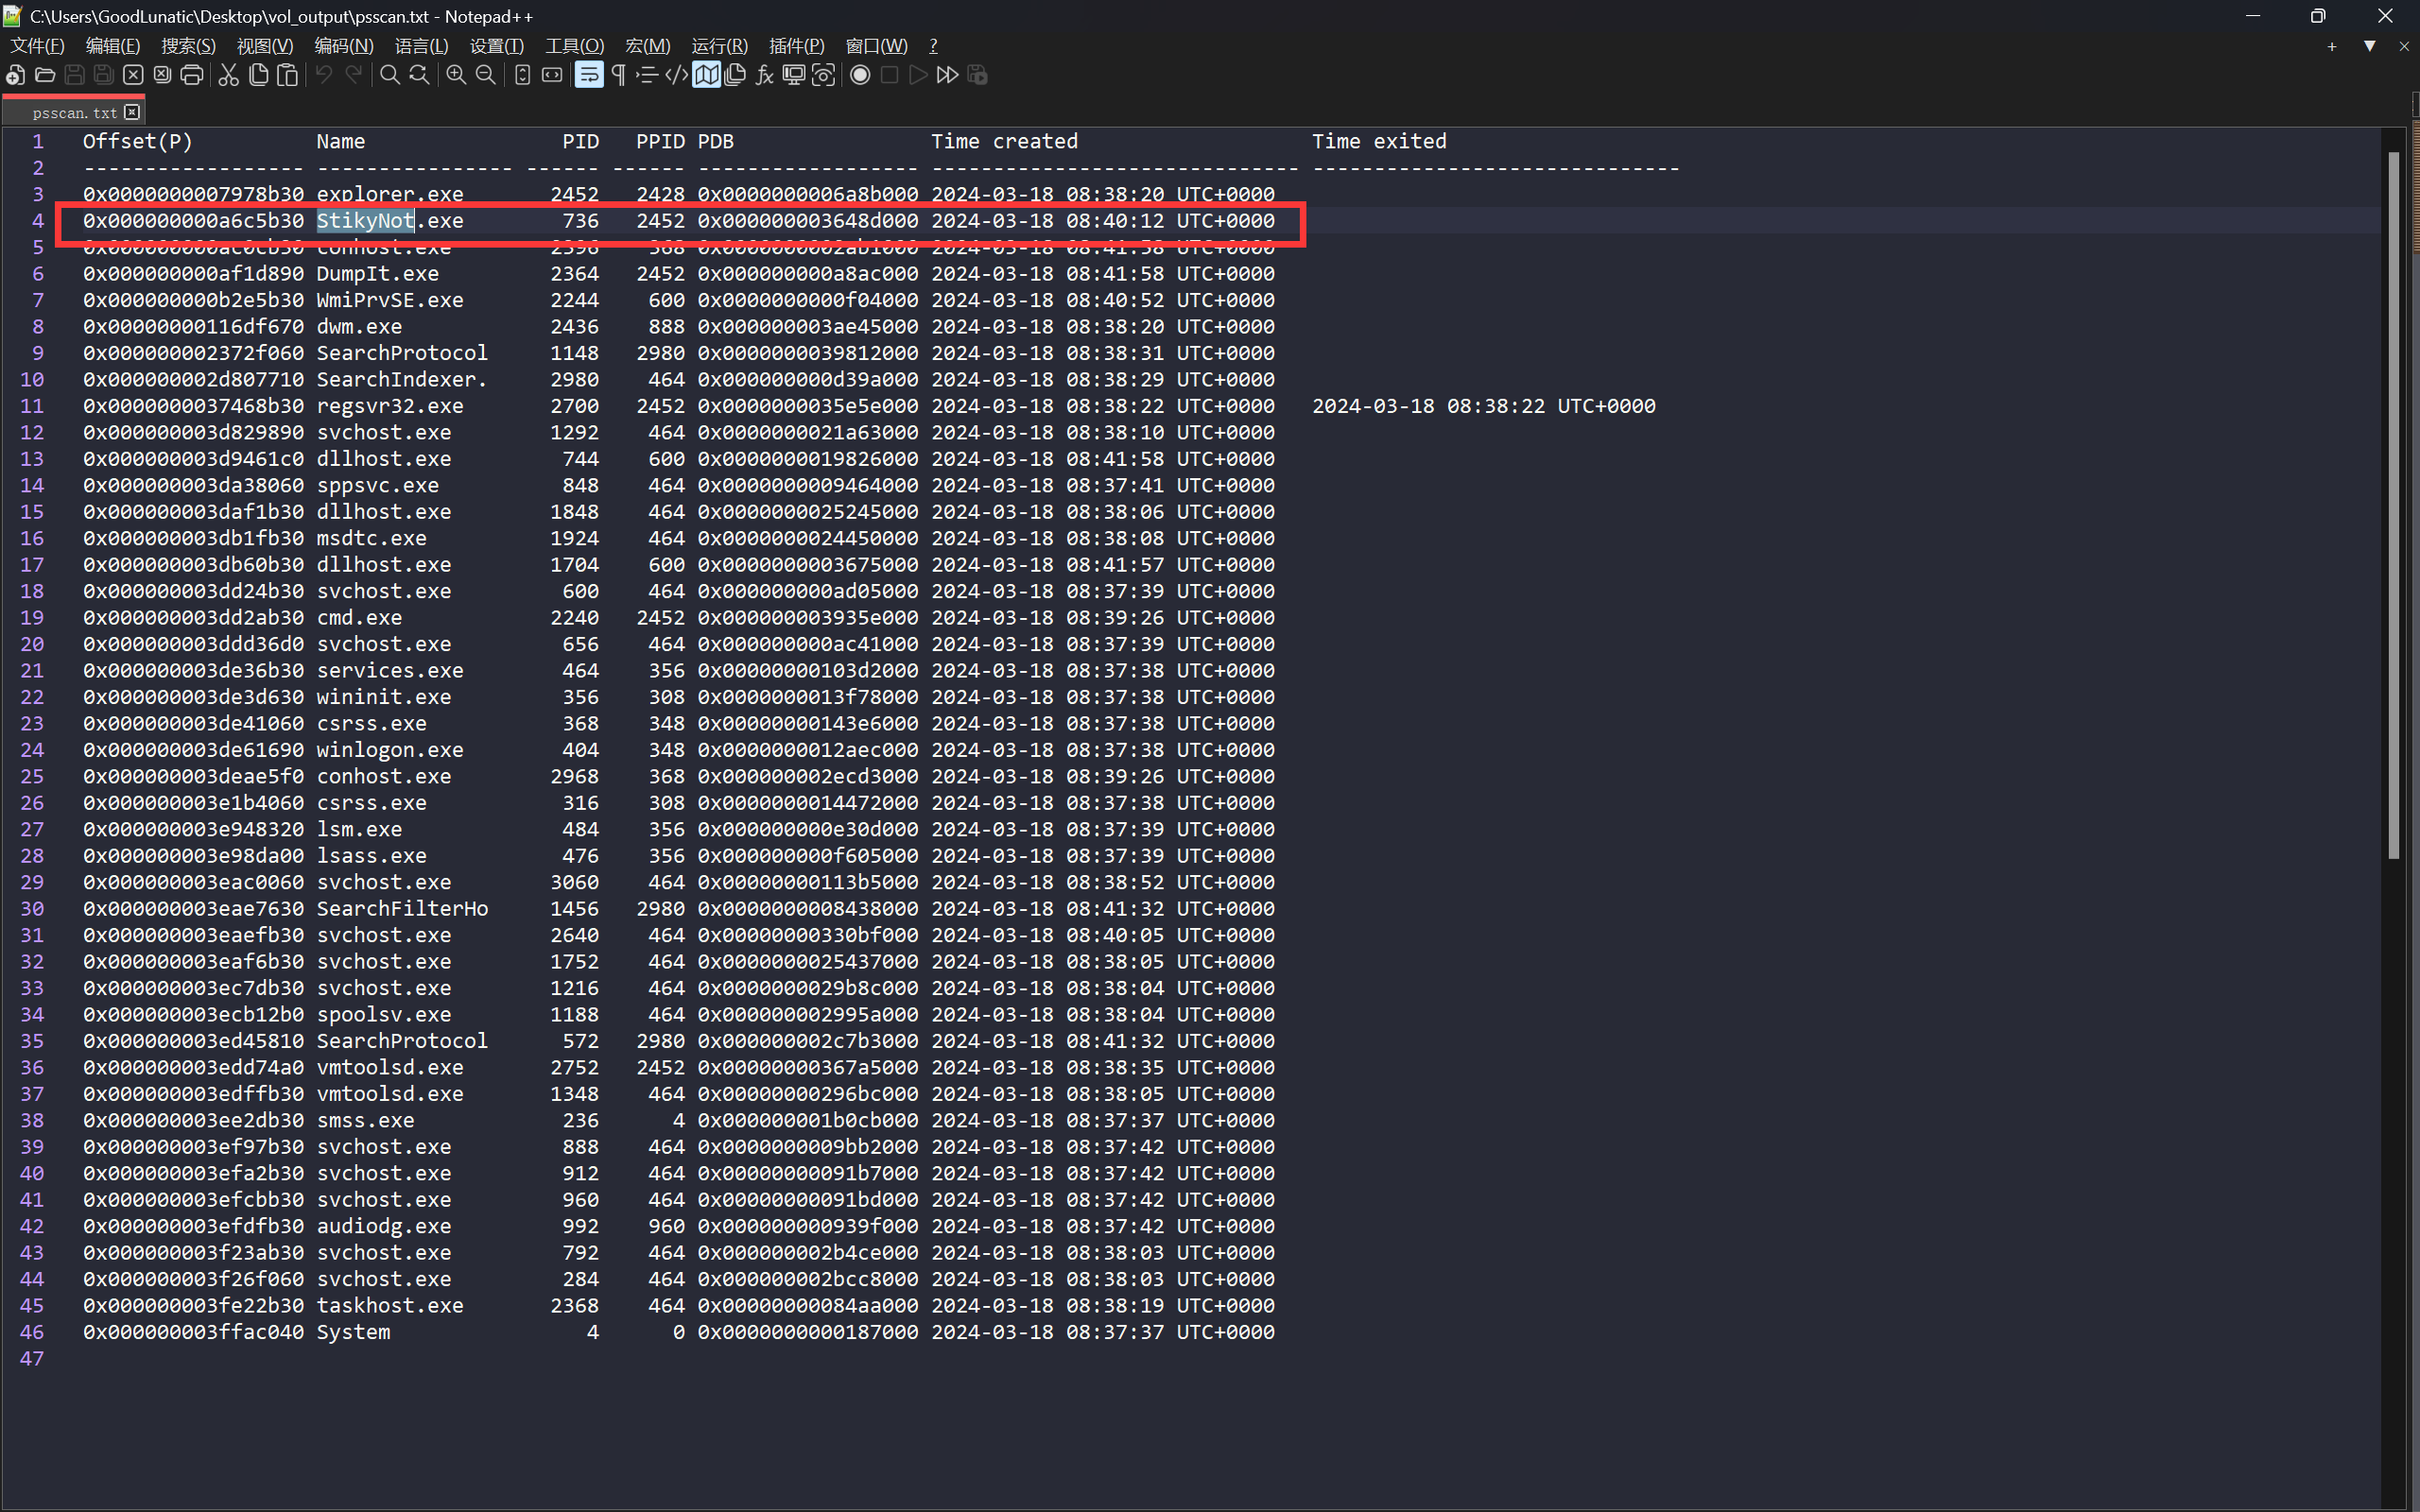 C:\Users\GoodLunatic\Desktop\vol_output\psscan.txt - Notepad++
文件(F) 编辑(E) 搜索(S) 视图(V) 编码(N) 语言(L) 设置(T) 工具(O) 宏(M) 运行(R) 插件(P) 窗口(W) ?
psscan.txt
1 Offset(P) Name PID PPID PDB Time created Time exited
2 ------------------ ---------------- ------ ------ ------------------ ------------------------------ ------------------------------
3 0x0000000007978b30 explorer.exe 2452 2428 0x0000000006a8b000 2024-03-18 08:38:20 UTC+0000
4 0x000000000a6c5b30 StikyNot.exe 736 2452 0x000000003648d000 2024-03-18 08:40:12 UTC+0000
5 0x000000000ac0cb30 conhost.exe 2396 368 0x0000000002ab1000 2024-03-18 08:41:58 UTC+0000
6 0x000000000af1d890 DumpIt.exe 2364 2452 0x000000000a8ac000 2024-03-18 08:41:58 UTC+0000
7 0x000000000b2e5b30 WmiPrvSE.exe 2244 600 0x0000000000f04000 2024-03-18 08:40:52 UTC+0000
8 0x00000000116df670 dwm.exe 2436 888 0x000000003ae45000 2024-03-18 08:38:20 UTC+0000
9 0x000000002372f060 SearchProtocol 1148 2980 0x0000000039812000 2024-03-18 08:38:31 UTC+0000
10 0x000000002d807710 SearchIndexer. 2980 464 0x000000000d39a000 2024-03-18 08:38:29 UTC+0000
11 0x0000000037468b30 regsvr32.exe 2700 2452 0x0000000035e5e000 2024-03-18 08:38:22 UTC+0000 2024-03-18 08:38:22 UTC+0000
12 0x000000003d829890 svchost.exe 1292 464 0x0000000021a63000 2024-03-18 08:38:10 UTC+0000
13 0x000000003d9461c0 dllhost.exe 744 600 0x0000000019826000 2024-03-18 08:41:58 UTC+0000
14 0x000000003da38060 sppsvc.exe 848 464 0x0000000009464000 2024-03-18 08:37:41 UTC+0000
15 0x000000003daf1b30 dllhost.exe 1848 464 0x0000000025245000 2024-03-18 08:38:06 UTC+0000
16 0x000000003db1fb30 msdtc.exe 1924 464 0x0000000024450000 2024-03-18 08:38:08 UTC+0000
17 0x000000003db60b30 dllhost.exe 1704 600 0x0000000003675000 2024-03-18 08:41:57 UTC+0000
18 0x000000003dd24b30 svchost.exe 600 464 0x000000000ad05000 2024-03-18 08:37:39 UTC+0000
19 0x000000003dd2ab30 cmd.exe 2240 2452 0x000000003935e000 2024-03-18 08:39:26 UTC+0000
20 0x000000003ddd36d0 svchost.exe 656 464 0x000000000ac41000 2024-03-18 08:37:39 UTC+0000
21 0x000000003de36b30 services.exe 464 356 0x00000000103d2000 2024-03-18 08:37:38 UTC+0000
22 0x000000003de3d630 wininit.exe 356 308 0x0000000013f78000 2024-03-18 08:37:38 UTC+0000
23 0x000000003de41060 csrss.exe 368 348 0x00000000143e6000 2024-03-18 08:37:38 UTC+0000
24 0x000000003de61690 winlogon.exe 404 348 0x0000000012aec000 2024-03-18 08:37:38 UTC+0000
25 0x000000003deae5f0 conhost.exe 2968 368 0x000000002ecd3000 2024-03-18 08:39:26 UTC+0000
26 0x000000003e1b4060 csrss.exe 316 308 0x0000000014472000 2024-03-18 08:37:38 UTC+0000
27 0x000000003e948320 lsm.exe 484 356 0x000000000e30d000 2024-03-18 08:37:39 UTC+0000
28 0x000000003e98da00 lsass.exe 476 356 0x000000000f605000 2024-03-18 08:37:39 UTC+0000
29 0x000000003eac0060 svchost.exe 3060 464 0x00000000113b5000 2024-03-18 08:38:52 UTC+0000
30 0x000000003eae7630 SearchFilterHo 1456 2980 0x0000000008438000 2024-03-18 08:41:32 UTC+0000
31 0x000000003eaefb30 svchost.exe 2640 464 0x00000000330bf000 2024-03-18 08:40:05 UTC+0000
32 0x000000003eaf6b30 svchost.exe 1752 464 0x0000000025437000 2024-03-18 08:38:05 UTC+0000
33 0x000000003ec7db30 svchost.exe 1216 464 0x0000000029b8c000 2024-03-18 08:38:04 UTC+0000
34 0x000000003ecb12b0 spoolsv.exe 1188 464 0x000000002995a000 2024-03-18 08:38:04 UTC+0000
35 0x000000003ed45810 SearchProtocol 572 2980 0x000000002c7b3000 2024-03-18 08:41:32 UTC+0000
36 0x000000003edd74a0 vmtoolsd.exe 2752 2452 0x00000000367a5000 2024-03-18 08:38:35 UTC+0000
37 0x000000003edffb30 vmtoolsd.exe 1348 464 0x00000000296bc000 2024-03-18 08:38:05 UTC+0000
38 0x000000003ee2db30 smss.exe 236 4 0x000000001b0cb000 2024-03-18 08:37:37 UTC+0000
39 0x000000003ef97b30 svchost.exe 888 464 0x0000000009bb2000 2024-03-18 08:37:42 UTC+0000
40 0x000000003efa2b30 svchost.exe 912 464 0x00000000091b7000 2024-03-18 08:37:42 UTC+0000
41 0x000000003efcbb30 svchost.exe 960 464 0x00000000091bd000 2024-03-18 08:37:42 UTC+0000
42 0x000000003efdfb30 audiodg.exe 992 960 0x000000000939f000 2024-03-18 08:37:42 UTC+0000
43 0x000000003f23ab30 svchost.exe 792 464 0x000000002b4ce000 2024-03-18 08:38:03 UTC+0000
44 0x000000003f26f060 svchost.exe 284 464 0x000000002bcc8000 2024-03-18 08:38:03 UTC+0000
45 0x000000003fe22b30 taskhost.exe 2368 464 0x00000000084aa000 2024-03-18 08:38:19 UTC+0000
46 0x000000003ffac040 System 4 0 0x0000000000187000 2024-03-18 08:37:37 UTC+0000
47